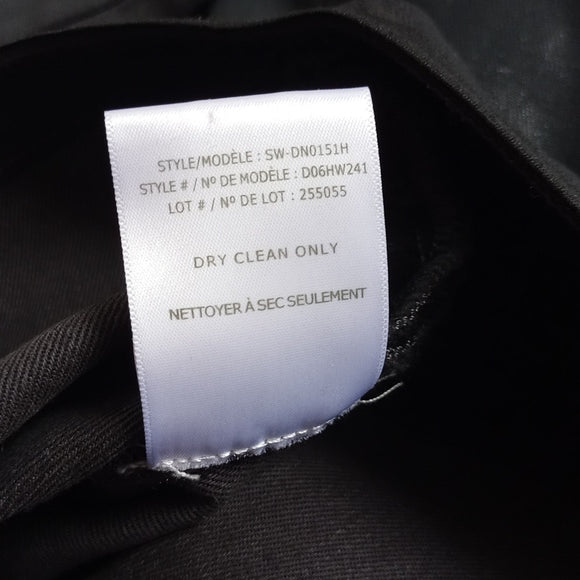 STYLE/MODÈLE : SW-DN0151H
STYLE # / Nº DE MODÈLE : D06HW241
LOT # / Nº DE LOT : 255055
DRY CLEAN ONLY
NETTOYER À SEC SEULEMENT